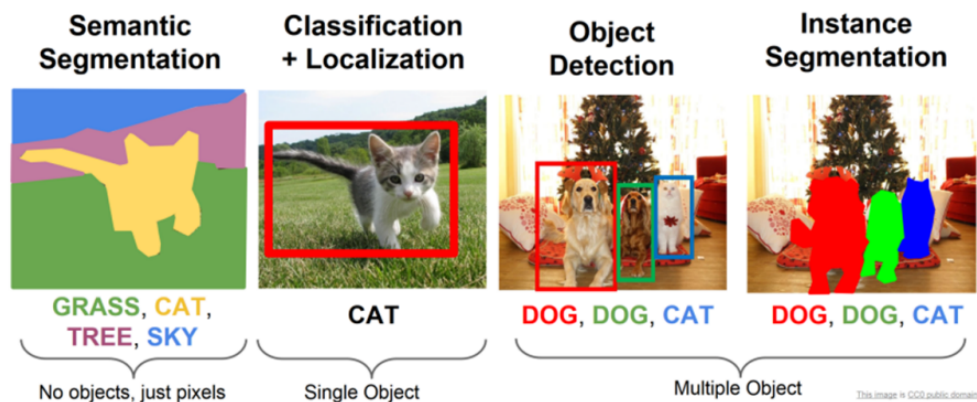 Semantic
Segmentation
Classification
+ Localization
Object
Detection
Instance
Segmentation
GRASS, CAT,
TREE, SKY
CAT
DOG, DOG, CAT
DOG, DOG, CAT
No objects, just pixels
Single Object
Multiple Object
This image is CC0 public domain